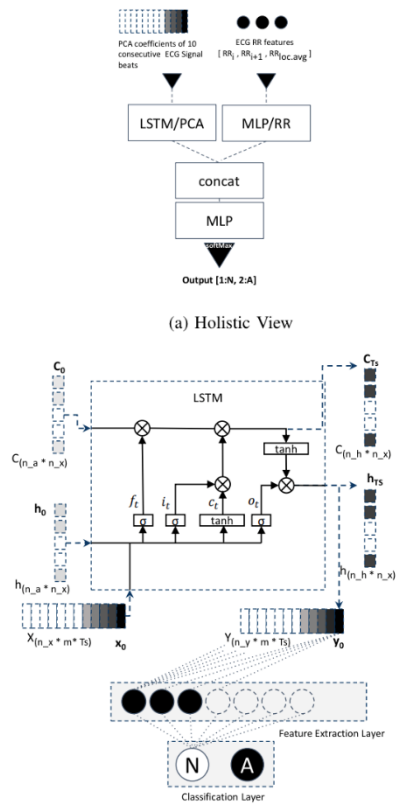 PCA coefficients of 10
consecutive ECG Signal
beats
ECG RR features
[ RRi , RRi+1 , RRloc.avg ]
LSTM/PCA
MLP/RR
concat
MLP
softMax
Output [1:N, 2:A]
(a) Holistic View
C0
CTs
LSTM
C(n_a * n_x)
tanh
C(n_h * n_x)
h0
hTS
ft
it
ct
ot
σ
σ
tanh
σ
h(n_a * n_x)
h(n_h * n_x)
X(n_x * m* Ts)
x0
Y(n_y * m* Ts)
y0
Feature Extraction Layer
N
A
Classification Layer